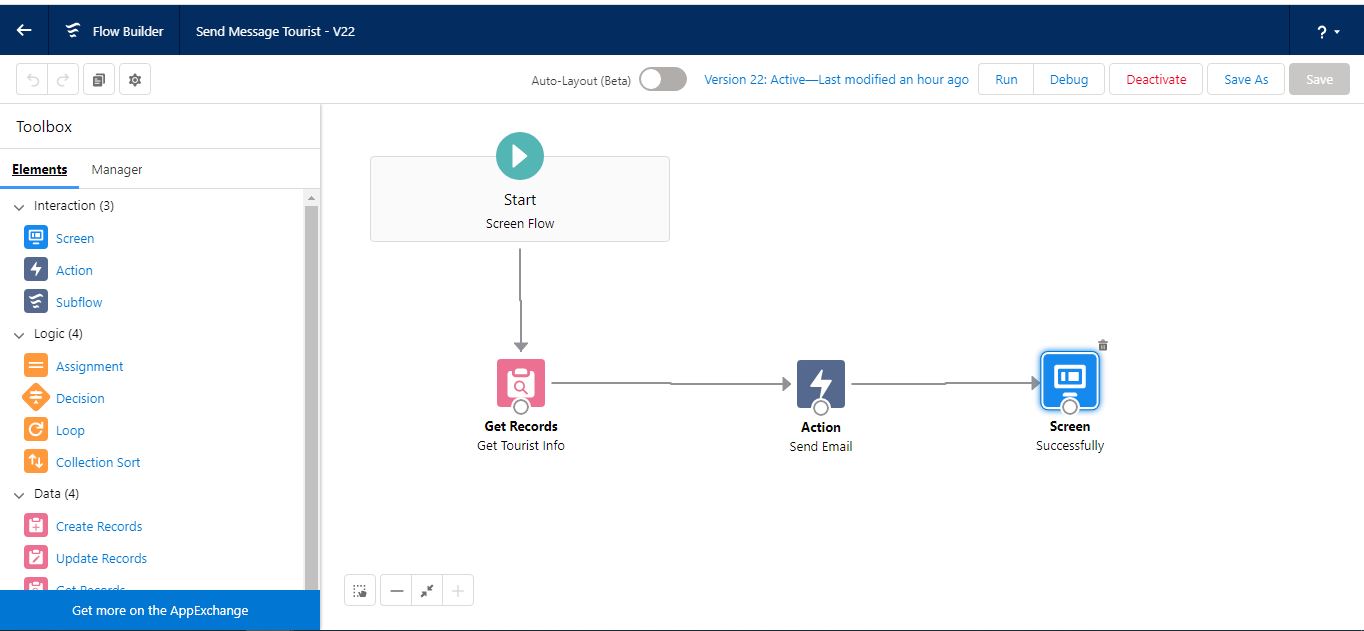 Flow Builder
Send Message Tourist - V22
?
Auto-Layout (Beta)
Version 22: Active—Last modified an hour ago
Run
Debug
Deactivate
Save As
Save
Toolbox
Elements
Manager
Interaction (3)
Screen
Action
Subflow
Logic (4)
Assignment
Decision
Loop
Collection Sort
Data (4)
Create Records
Update Records
Get Records
Get more on the AppExchange
Start
Screen Flow
Get Records
Get Tourist Info
Action
Send Email
Screen
Successfully